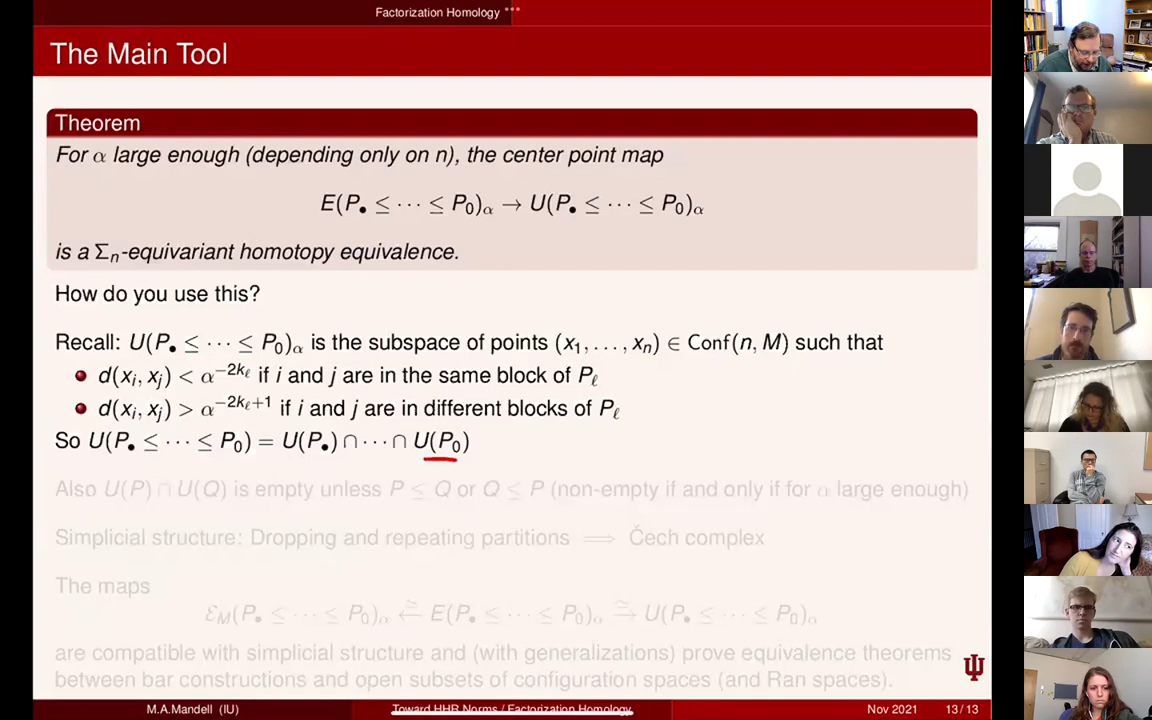 Factorization Homology
The Main Tool
Theorem
For α large enough (depending only on n), the center point map
E(P• ≤ ⋯ ≤ P₀)α → U(P• ≤ ⋯ ≤ P₀)α
is a Σₙ-equivariant homotopy equivalence.
How do you use this?
Recall: U(P• ≤ ⋯ ≤ P₀)α is the subspace of points (x₁, . . . , xₙ) ∈ Conf(n, M) such that
d(xᵢ, xⱼ) < α^{-2k_ℓ} if i and j are in the same block of P_ℓ
d(xᵢ, xⱼ) > α^{-2k_ℓ+1} if i and j are in different blocks of P_ℓ
So U(P• ≤ ⋯ ≤ P₀) = U(P•) ∩ ⋯ ∩ U(P₀)
Also U(P) ∩ U(Q) is empty unless P ≤ Q or Q ≤ P (non-empty if and only if for α large enough)
Simplicial structure: Dropping and repeating partitions ⟹ Čech complex
The maps
ℰ_M(P• ≤ ⋯ ≤ P₀)α ←≃ E(P• ≤ ⋯ ≤ P₀)α →≃ U(P• ≤ ⋯ ≤ P₀)α
are compatible with simplicial structure and (with generalizations) prove equivalence theorems
between bar constructions and open subsets of configuration spaces (and Ran spaces).
M.A.Mandell (IU) Toward HHR Norms / Factorization Homology Nov 2021 13 / 13